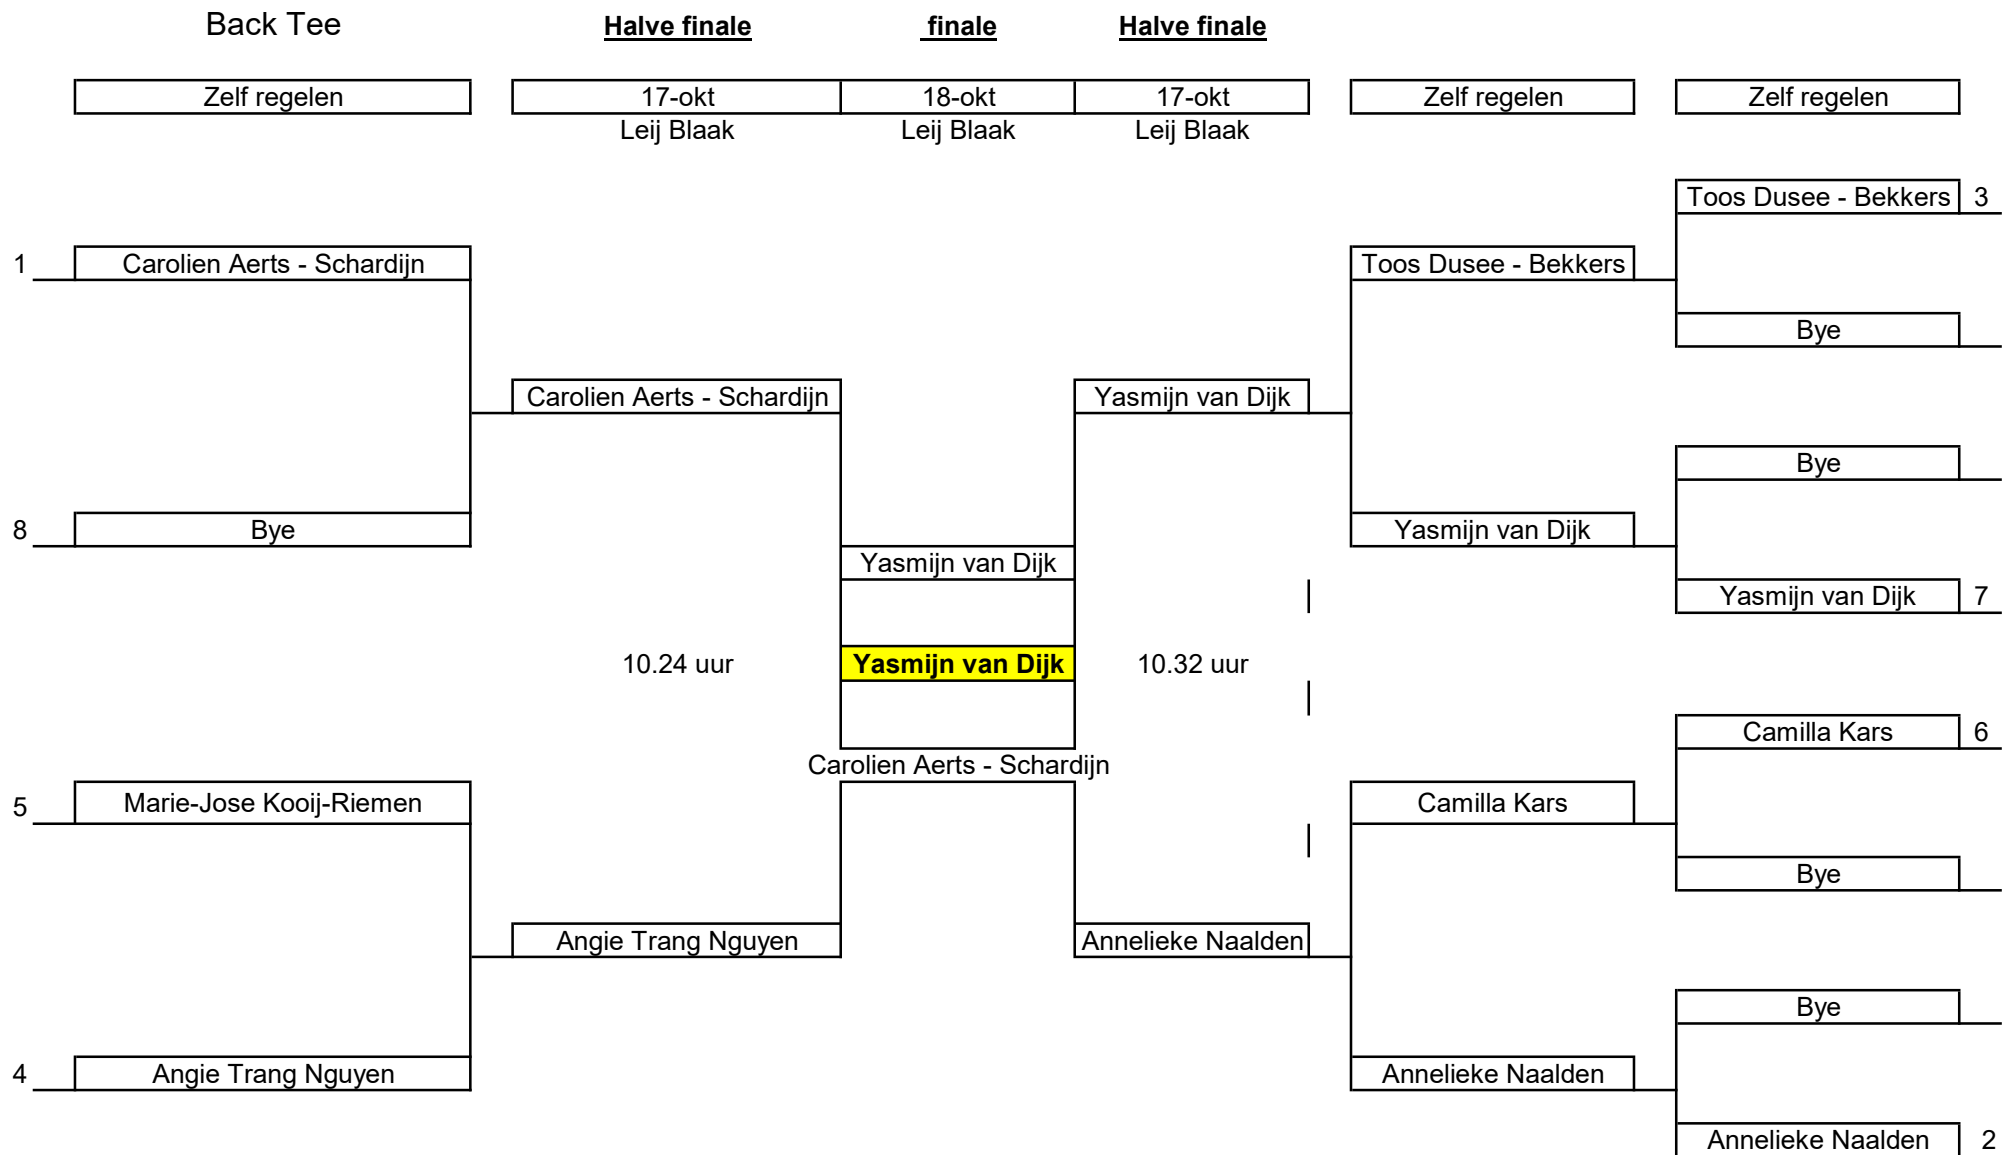 Back Tee Halve finale finale Halve finale
Zelf regelen 17-okt 18-okt 17-okt Zelf regelen Zelf regelen
Leij Blaak Leij Blaak Leij Blaak
Toos Dusee - Bekkers 3
1 Carolien Aerts - Schardijn Toos Dusee - Bekkers
Bye
Carolien Aerts - Schardijn Yasmijn van Dijk
Bye
8 Bye Yasmijn van Dijk
Yasmijn van Dijk
Yasmijn van Dijk 7
10.24 uur Yasmijn van Dijk 10.32 uur
Camilla Kars 6
Carolien Aerts - Schardijn
5 Marie-Jose Kooij-Riemen Camilla Kars
Bye
Angie Trang Nguyen Annelieke Naalden
Bye
4 Angie Trang Nguyen Annelieke Naalden
Annelieke Naalden 2